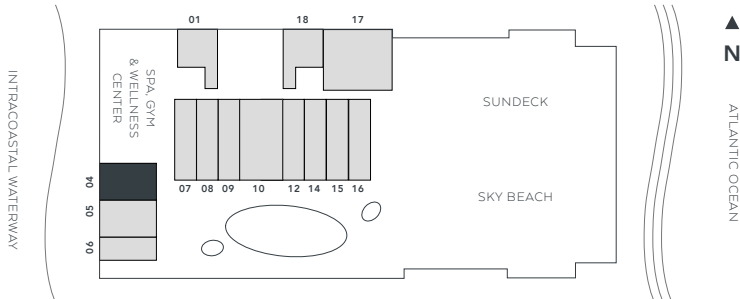 01
18
17
N
SPA, GYM
& WELLNESS
CENTER
SUNDECK
INTRACOASTAL WATERWAY
ATLANTIC OCEAN
04
07
08
09
10
12
14
15
16
SKY BEACH
05
06